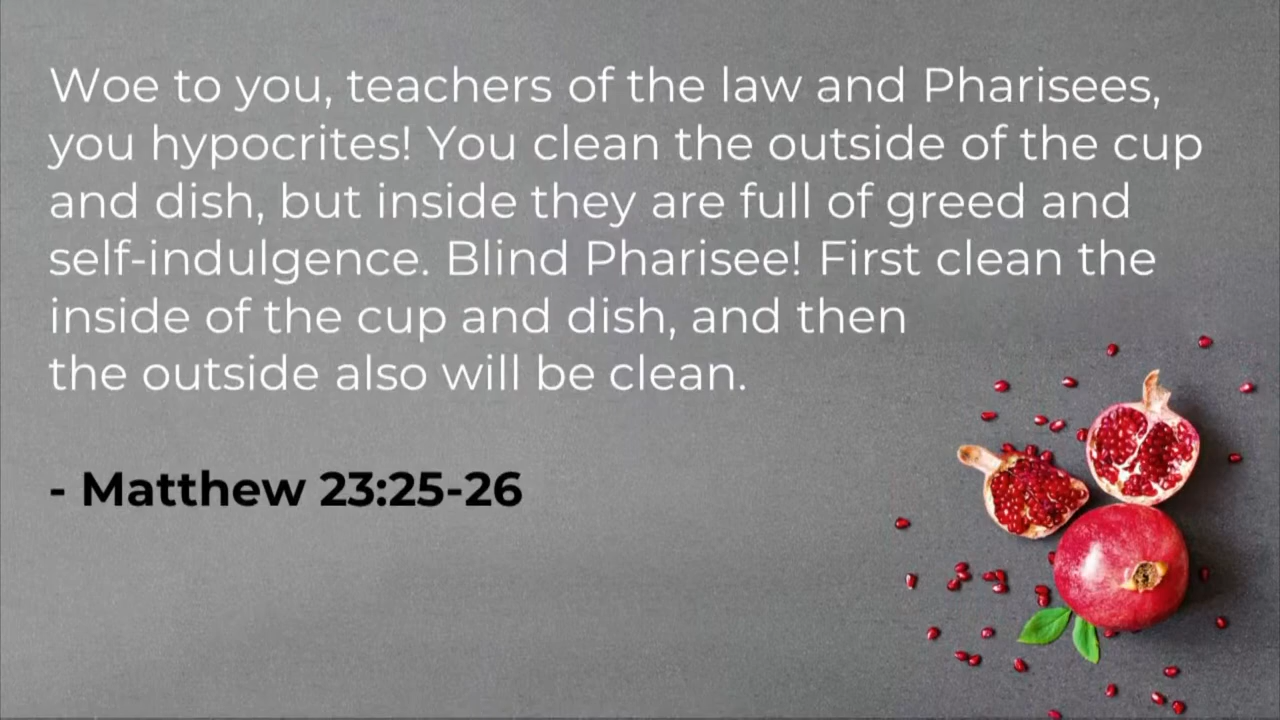 Woe to you, teachers of the law and Pharisees,
you hypocrites! You clean the outside of the cup
and dish, but inside they are full of greed and
self-indulgence. Blind Pharisee! First clean the
inside of the cup and dish, and then
the outside also will be clean.
- Matthew 23:25-26